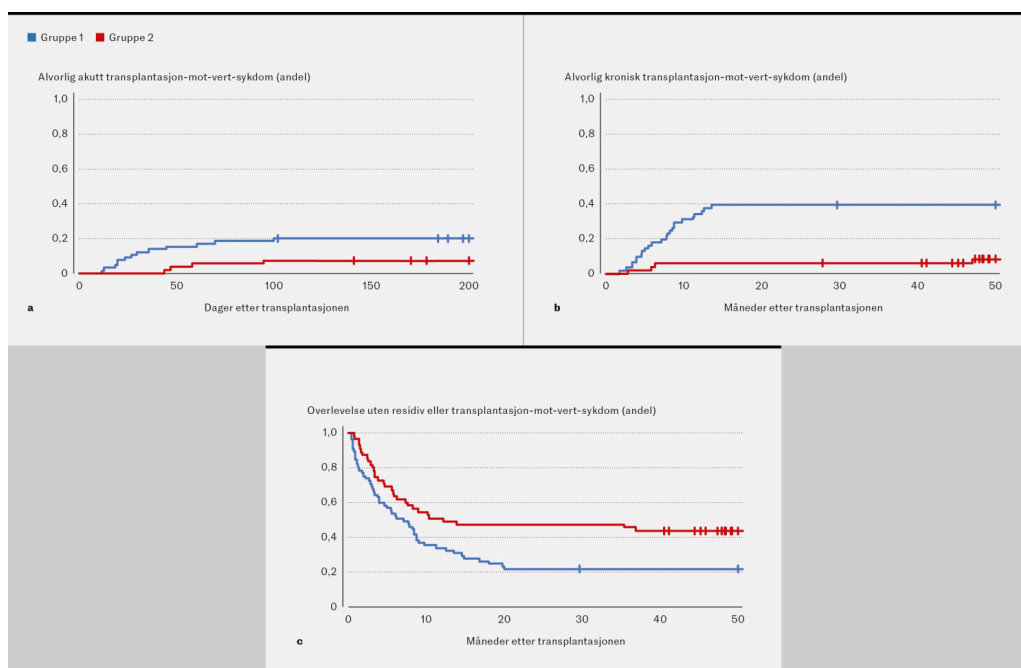 Gruppe 1 Gruppe 2
Alvorlig akutt transplantasjon-mot-vert-sykdom (andel)
1,0
0,8
0,6
0,4
0,2
0
0 50 100 150 200
a Dager etter transplantasjonen
Alvorlig kronisk transplantasjon-mot-vert-sykdom (andel)
1,0
0,8
0,6
0,4
0,2
0
0 10 20 30 40 50
b Måneder etter transplantasjonen
Overlevelse uten residiv eller transplantasjon-mot-vert-sykdom (andel)
1,0
0,8
0,6
0,4
0,2
0
0 10 20 30 40 50
c Måneder etter transplantasjonen